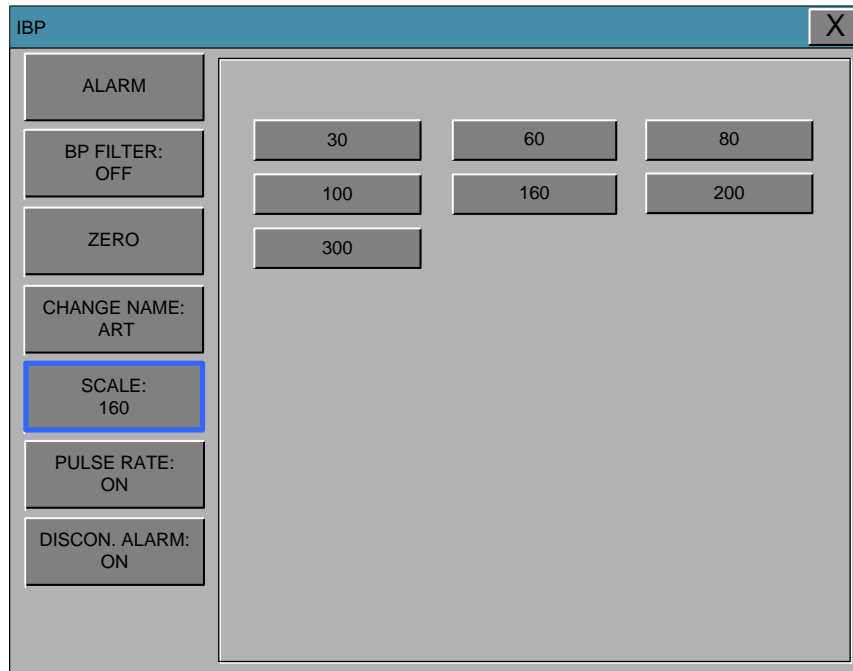 IBP
X
ALARM
BP FILTER:
OFF
ZERO
CHANGE NAME:
ART
SCALE:
160
PULSE RATE:
ON
DISCON. ALARM:
ON
30 60 80
100 160 200
300